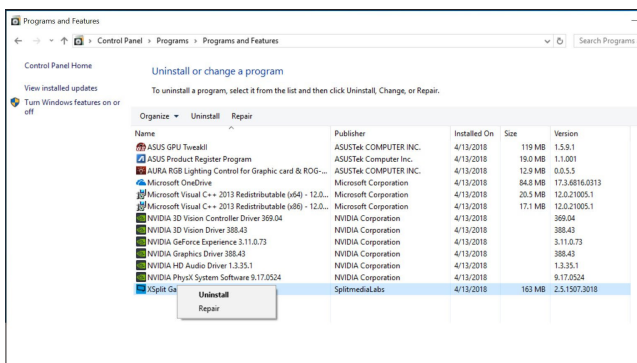 Programs and Features
Control Panel > Programs > Programs and Features
Search Programs
Control Panel Home
View installed updates
Turn Windows features on or off
Uninstall or change a program
To uninstall a program, select it from the list and then click Uninstall, Change, or Repair.
Organize Uninstall Repair
Name Publisher Installed On Size Version
ASUS GPU TweakII ASUSTek COMPUTER INC. 4/13/2018 119 MB 1.5.9.1
ASUS Product Register Program ASUSTek Computer Inc. 4/13/2018 19.0 MB 1.1.001
AURA RGB Lighting Control for Graphic card & ROG-... ASUSTek COMPUTER INC. 4/13/2018 12.9 MB 0.0.5.5
Microsoft OneDrive Microsoft Corporation 4/13/2018 84.8 MB 17.3.6816.0313
Microsoft Visual C++ 2013 Redistributable (x64) - 12.0... Microsoft Corporation 4/13/2018 20.5 MB 12.0.21005.1
Microsoft Visual C++ 2013 Redistributable (x86) - 12.0... Microsoft Corporation 4/13/2018 17.1 MB 12.0.21005.1
NVIDIA 3D Vision Controller Driver 369.04 NVIDIA Corporation 4/13/2018 369.04
NVIDIA 3D Vision Driver 388.43 NVIDIA Corporation 4/13/2018 388.43
NVIDIA GeForce Experience 3.11.0.73 NVIDIA Corporation 4/13/2018 3.11.0.73
NVIDIA Graphics Driver 388.43 NVIDIA Corporation 4/13/2018 388.43
NVIDIA HD Audio Driver 1.3.35.1 NVIDIA Corporation 4/13/2018 1.3.35.1
NVIDIA PhysX System Software 9.17.0524 NVIDIA Corporation 4/13/2018 9.17.0524
XSplit Ga SplitmediaLabs 4/13/2018 163 MB 2.5.1507.3018
Uninstall
Repair